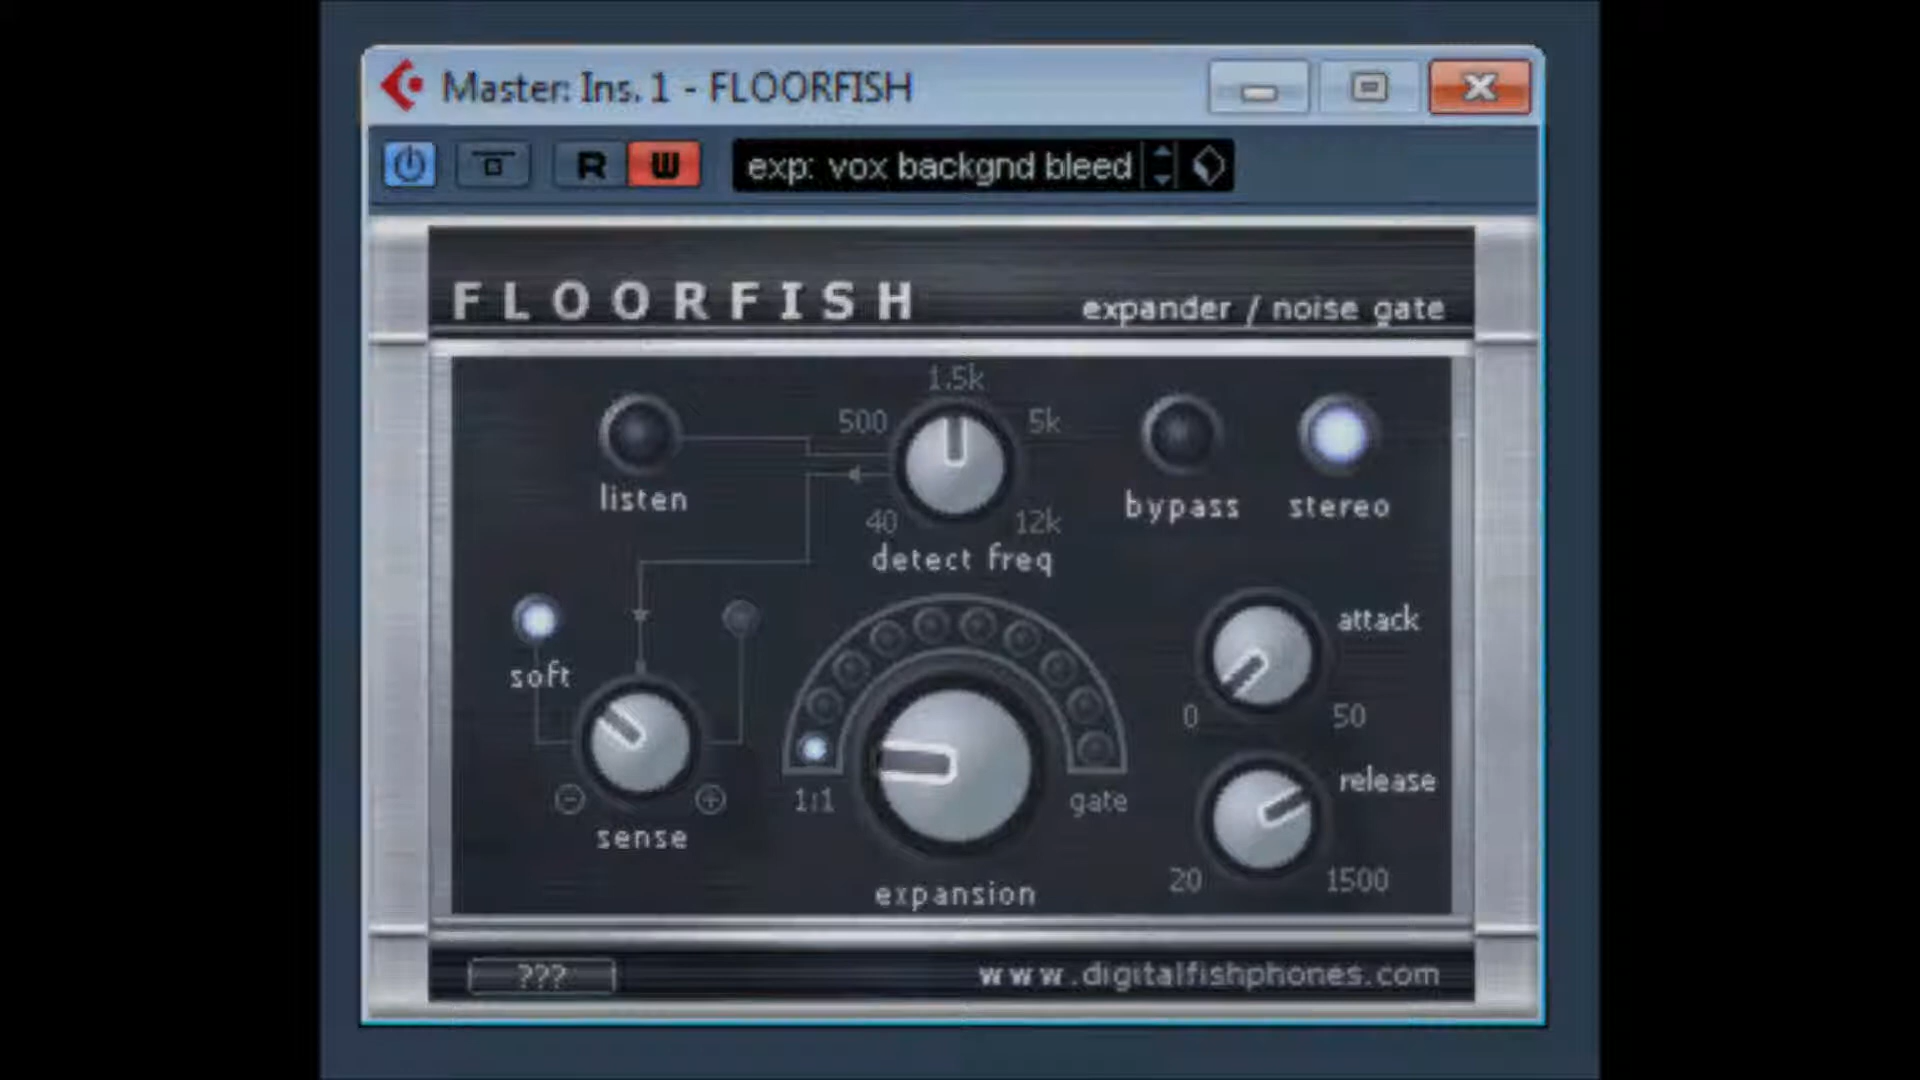 Master: Ins. 1 - FLOORFISH
R W exp: vox backgnd bleed
FLOORFISH
expander / noise gate
1.5k
500 5k
listen bypass stereo
40 12k
detect freq
soft
attack
0 50
sense
1:1 gate
release
20 1500
expansion
???
www.digitalfishphones.com